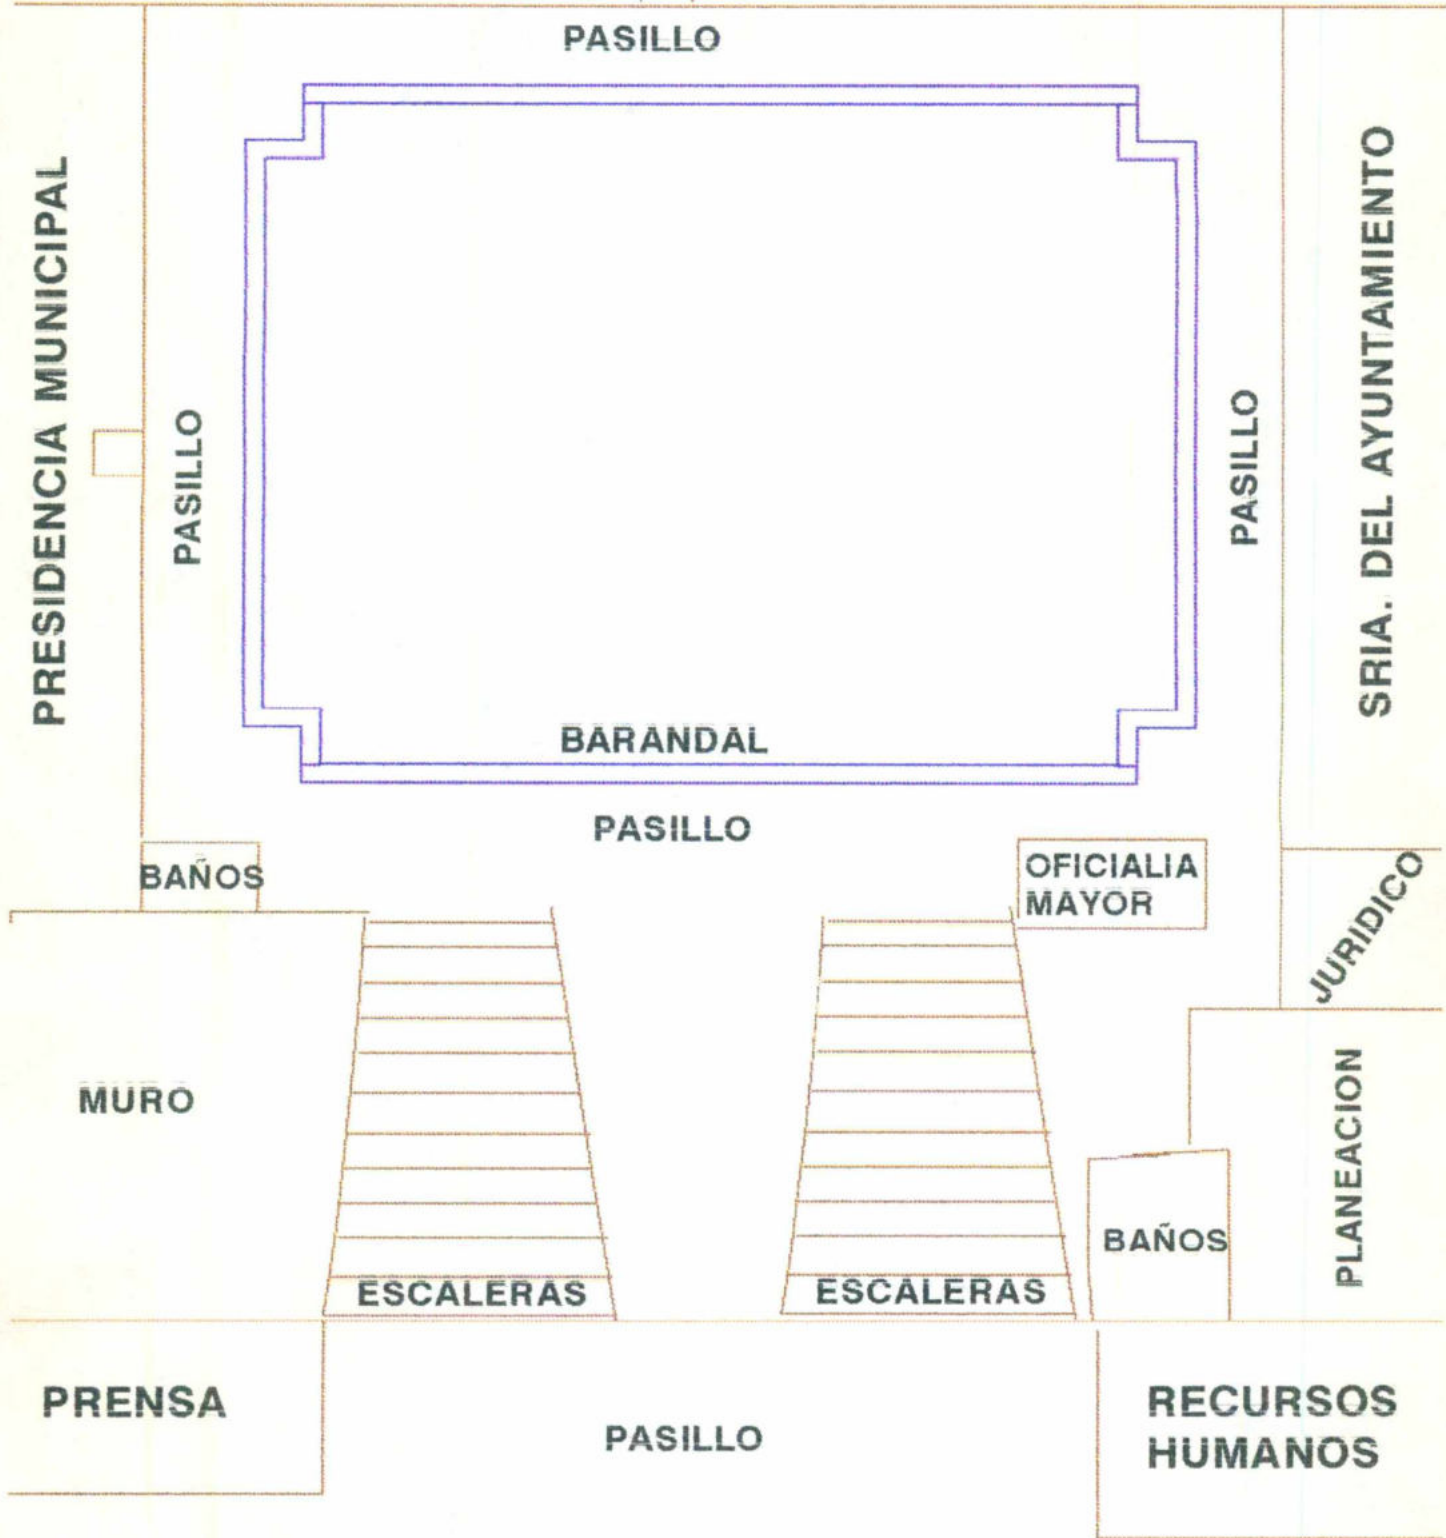 PASILLO
PRESIDENCIA MUNICIPAL
PASILLO
PASILLO
SRIA. DEL AYUNTAMIENTO
BARANDAL
PASILLO
BAÑOS
OFICIALIA
MAYOR
JURIDICO
MURO
PLANEACION
BAÑOS
ESCALERAS
ESCALERAS
PRENSA
PASILLO
RECURSOS
HUMANOS